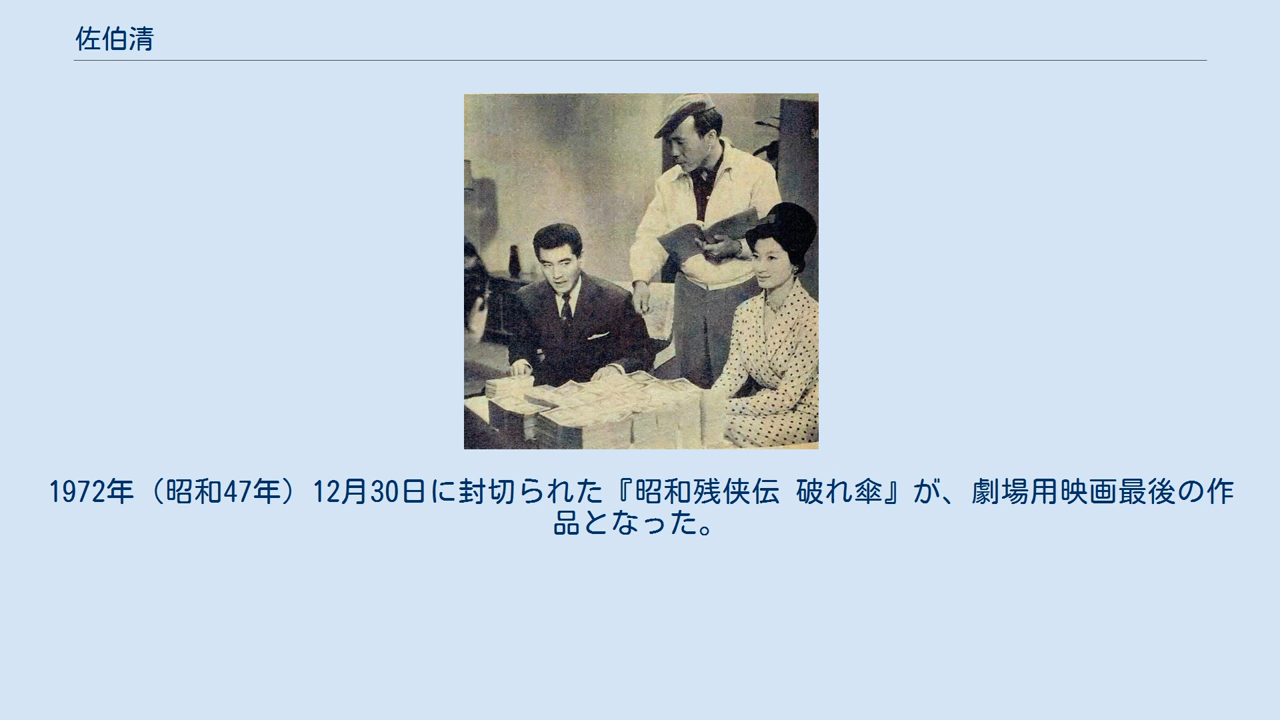 佐伯清
1972年（昭和47年）12月30日に封切られた『昭和残侠伝 破れ傘』が、劇場用映画最後の作
品となった。